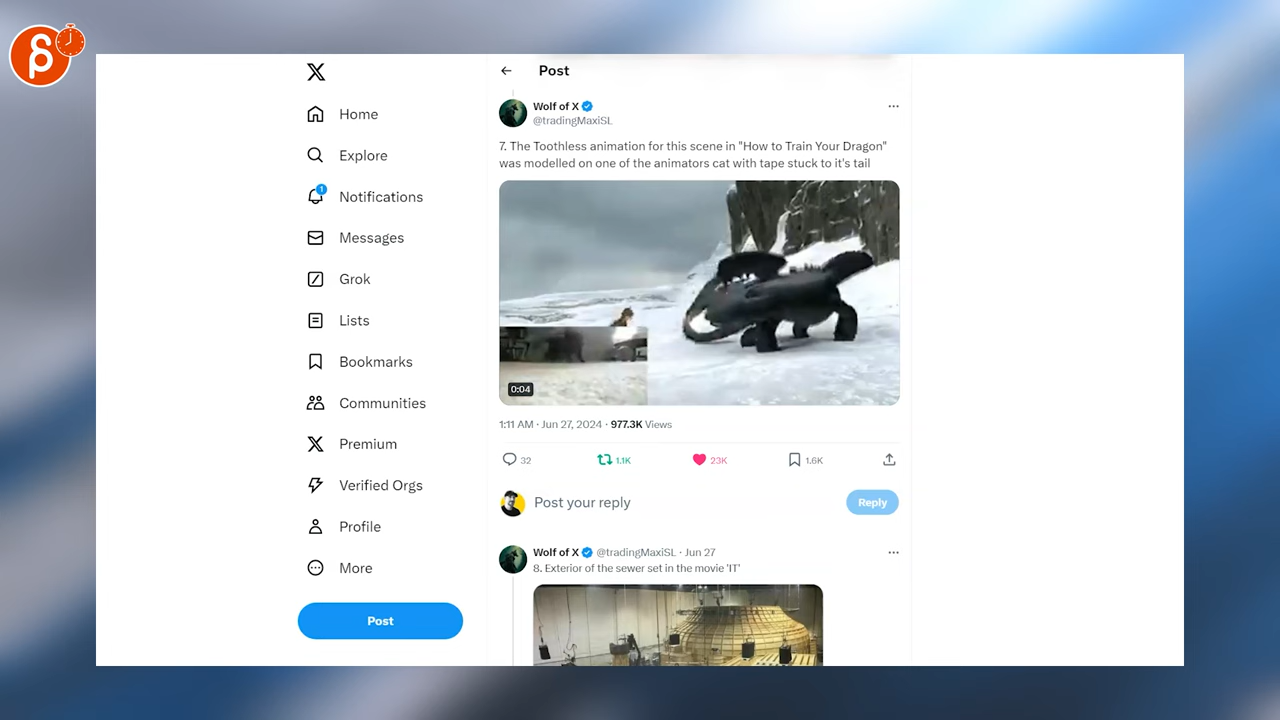 Post
Wolf of X
@tradingMaxiSL
7. The Toothless animation for this scene in "How to Train Your Dragon"
was modelled on one of the animators cat with tape stuck to it's tail
0:04
1:11 AM · Jun 27, 2024 · 977.3K Views
32
1.1K
23K
1.6K
Post your reply
Reply
Wolf of X @tradingMaxiSL · Jun 27
8. Exterior of the sewer set in the movie 'IT'
Home
Explore
1
Notifications
Messages
Grok
Lists
Bookmarks
Communities
Premium
Verified Orgs
Profile
More
Post